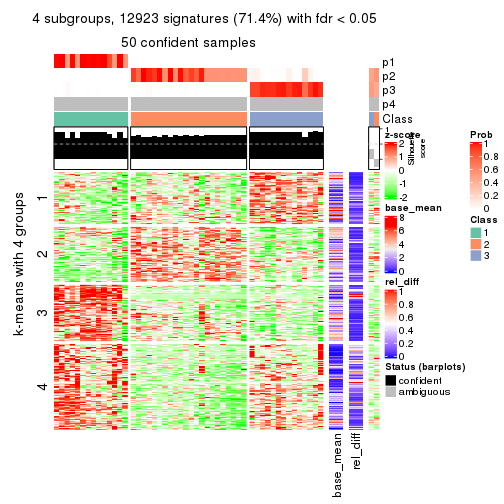 4 subgroups, 12923 signatures (71.4%) with fdr < 0.05
50 confident samples
p1
p2
p3
p4
Class
1
Silhouette
score
k-means with 4 groups
1
2
3
4
base_mean
rel_diff
z-score
2
1
0
-1
-2
base_mean
8
6
4
2
0
rel_diff
1
0.8
0.6
0.4
0.2
0
Status (barplots)
confident
ambiguous
Prob
1
0.8
0.6
0.4
0.2
0
Class
1
2
3